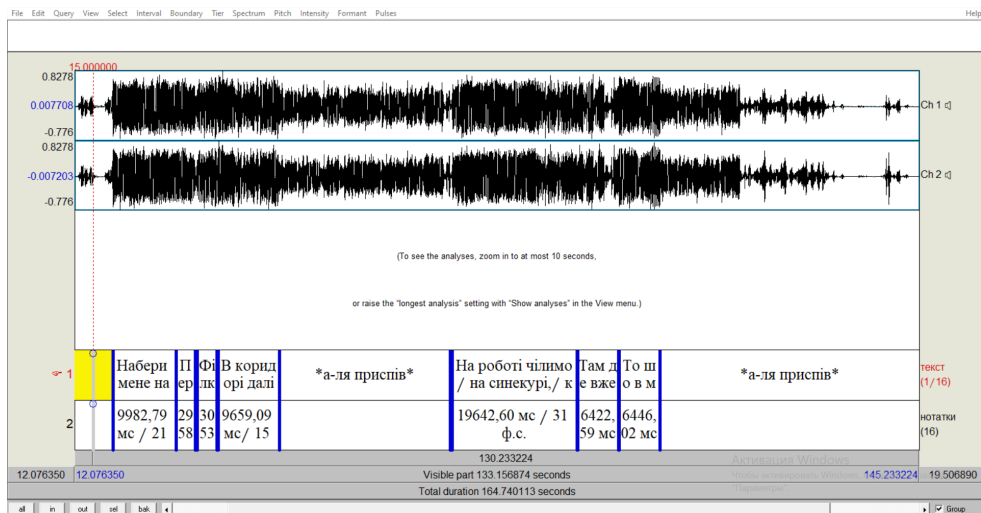 File Edit Query View Select Interval Boundary Tier Spectrum Pitch Intensity Formant Pulses Help
15.000000
0.8278
0.007708
-0.776
Ch 1
0.8278
-0.007203
-0.776
Ch 2
(To see the analyses, zoom in to at most 10 seconds,
or raise the "longest analysis" setting with "Show analyses" in the View menu.)
1
Набери П Фі В корид *а-ля приспів* На роботі чілимо Там д То ш *а-ля приспів*
мене на ер лк орі далі / на синекурі,/ к е вже о в м
текст
(1/16)
2
9982,79 29 30 9659,09 19642,60 мс / 31 6422, 6446,
мс / 21 58 53 мс/ 15 ф.с. 59 мс 02 мс
нотатки
(16)
130.233224
Активация Windows
12.076350 12.076350 Visible part 133.156874 seconds 145.233224 19.506890
Чтобы активировать Windows,
"Параметры"
Total duration 164.740113 seconds
all in out sel bak Group